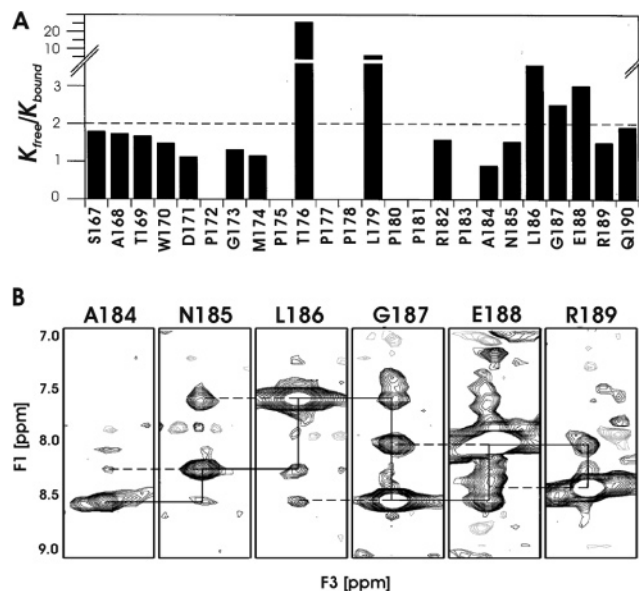 A
20
10
3
2
1
0
K_free/K_bound
S167 A168 T169 W170 D171 P172 G173 M174 P175 T176 P177 P178 L179 P180 P181 R182 P183 A184 N185 L186 G187 E188 R189 Q190
B
A184 N185 L186 G187 E188 R189
7.0
7.5
8.0
8.5
9.0
F1 [ppm]
F3 [ppm]